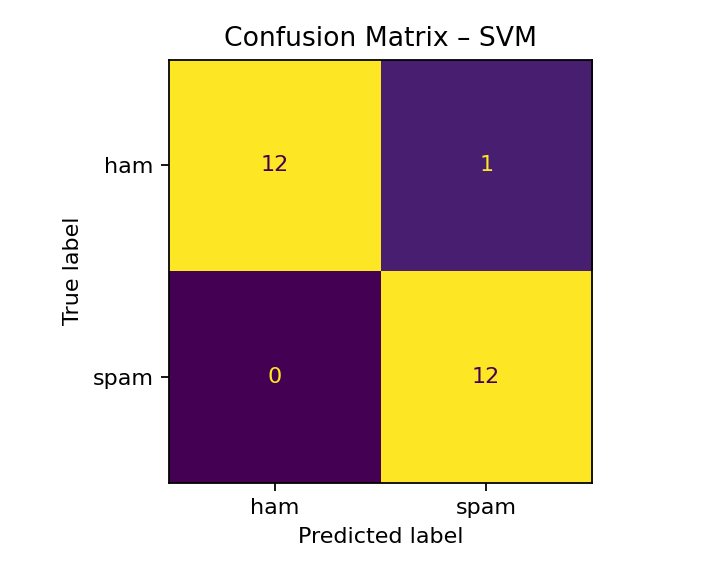 Confusion Matrix – SVM
True label
ham
12
1
spam
0
12
ham
spam
Predicted label